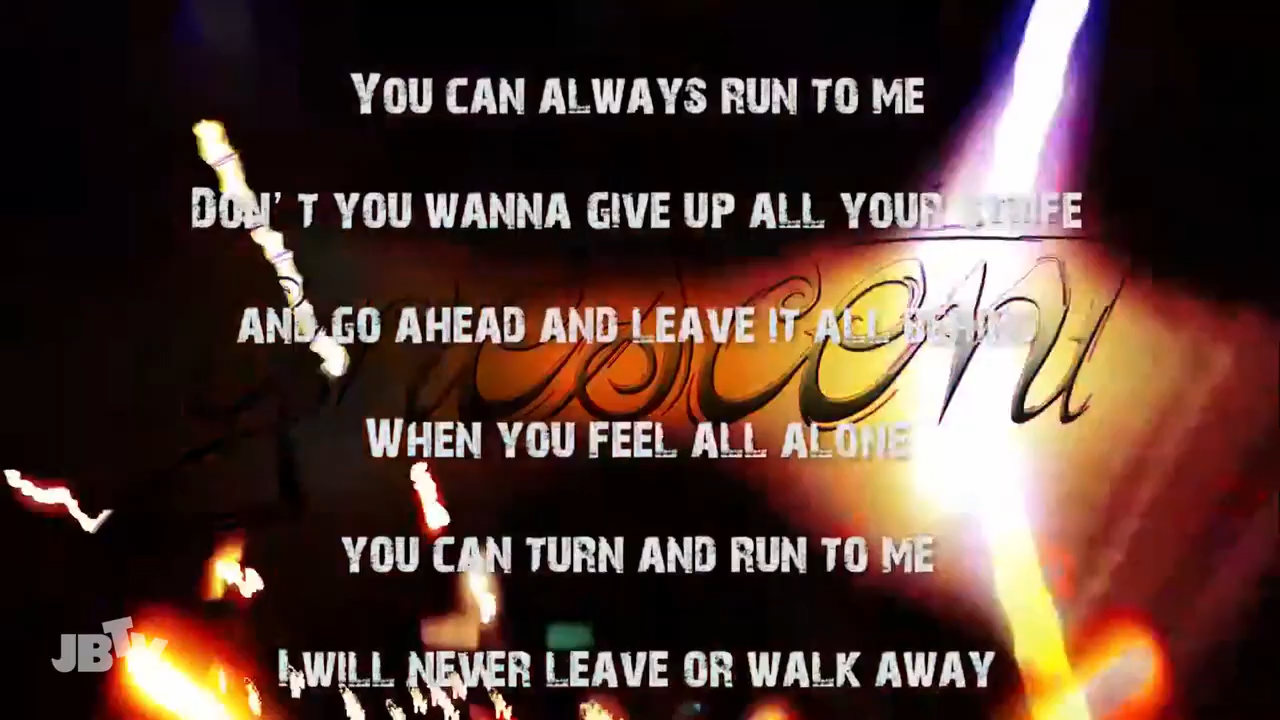 You can always run to me
Don't you wanna give up all your strife
and go ahead and leave it all behind
When you feel all alone
you can turn and run to me
I will never leave or walk away
JBTV